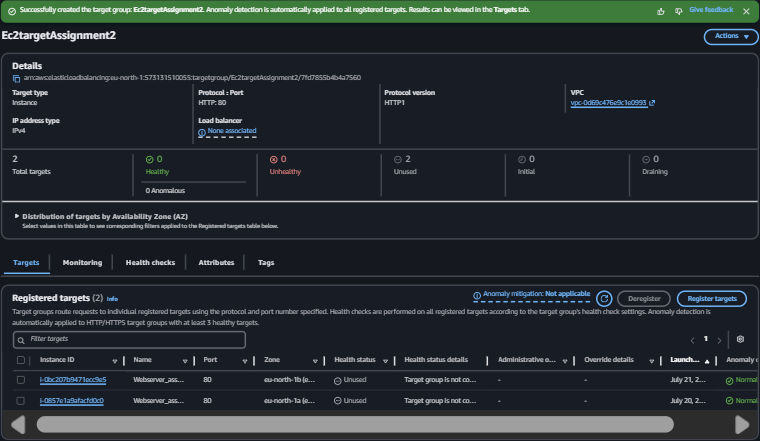 Successfully created the target group: Ec2targetAssignment2. Anomaly detection is automatically applied to all registered targets. Results can be viewed in the Targets tab.
Give feedback
Ec2targetAssignment2
Actions
Details
arn:aws:elasticloadbalancing:eu-north-1:573131510055:targetgroup/Ec2targetAssignment2/7fd7855b4b4a7560
Target type
Instance
Protocol : Port
HTTP: 80
Protocol version
HTTP1
VPC
vpc-0d69c476e9c1e0993
IP address type
IPv4
Load balancer
None associated
2
Total targets
0
Healthy
0 Anomalous
0
Unhealthy
2
Unused
0
Initial
0
Draining
Distribution of targets by Availability Zone (AZ)
Select values in this table to see corresponding filters applied to the Registered targets table below.
Targets
Monitoring
Health checks
Attributes
Tags
Registered targets (2) Info
Anomaly mitigation: Not applicable
Deregister
Register targets
Target groups route requests to individual registered targets using the protocol and port number specified. Health checks are performed on all registered targets according to the target group's health check settings. Anomaly detection is
automatically applied to HTTP/HTTPS target groups with at least 3 healthy targets.
Filter targets
1
Instance ID Name Port Zone Health status Health status details Administrative o... Override details Launch... Anomaly
i-0bc207b9471ecc9e5 Webserver_ass... 80 eu-north-1b (e... Unused Target group is not co... - - July 21, 2... Normal
i-0857e1a9afacfd0c0 Webserver_ass... 80 eu-north-1a (e... Unused Target group is not co... - - July 20, 2... Normal